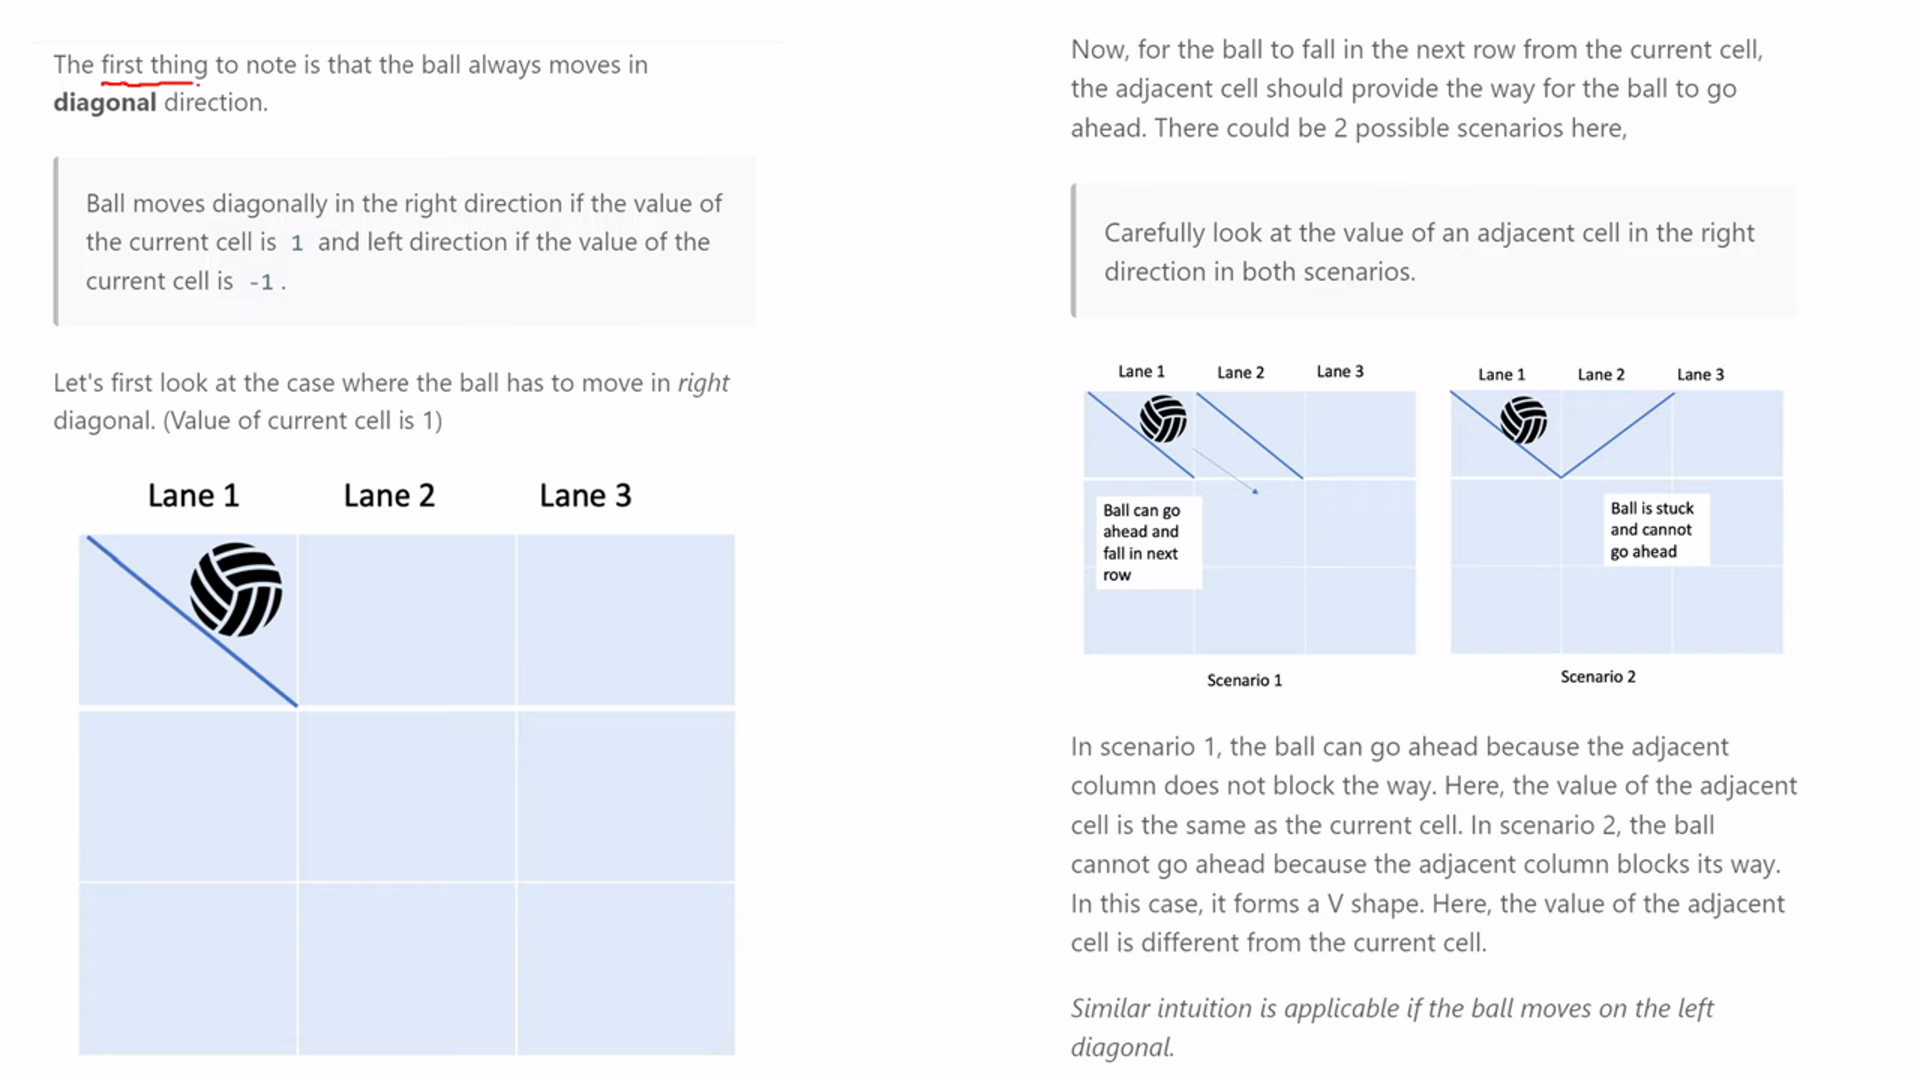 The first thing to note is that the ball always moves in
diagonal direction.
Ball moves diagonally in the right direction if the value of
the current cell is 1 and left direction if the value of the
current cell is -1 .
Let's first look at the case where the ball has to move in right
diagonal. (Value of current cell is 1)
Lane 1 Lane 2 Lane 3
Now, for the ball to fall in the next row from the current cell,
the adjacent cell should provide the way for the ball to go
ahead. There could be 2 possible scenarios here,
Carefully look at the value of an adjacent cell in the right
direction in both scenarios.
Lane 1 Lane 2 Lane 3
Ball can go
ahead and
fall in next
row
Scenario 1
Lane 1 Lane 2 Lane 3
Ball is stuck
and cannot
go ahead
Scenario 2
In scenario 1, the ball can go ahead because the adjacent
column does not block the way. Here, the value of the adjacent
cell is the same as the current cell. In scenario 2, the ball
cannot go ahead because the adjacent column blocks its way.
In this case, it forms a V shape. Here, the value of the adjacent
cell is different from the current cell.
Similar intuition is applicable if the ball moves on the left
diagonal.